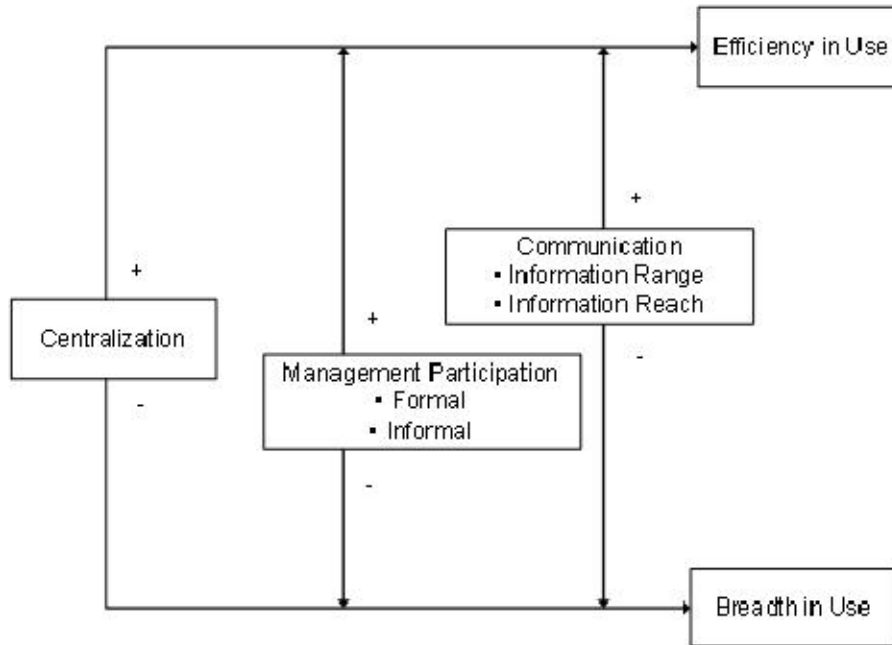 Efficiency in Use
+
Communication
▪ Information Range
▪ Information Reach
+
Centralization
+
-
Management Participation
▪ Formal
▪ Informal
-
-
Breadth in Use